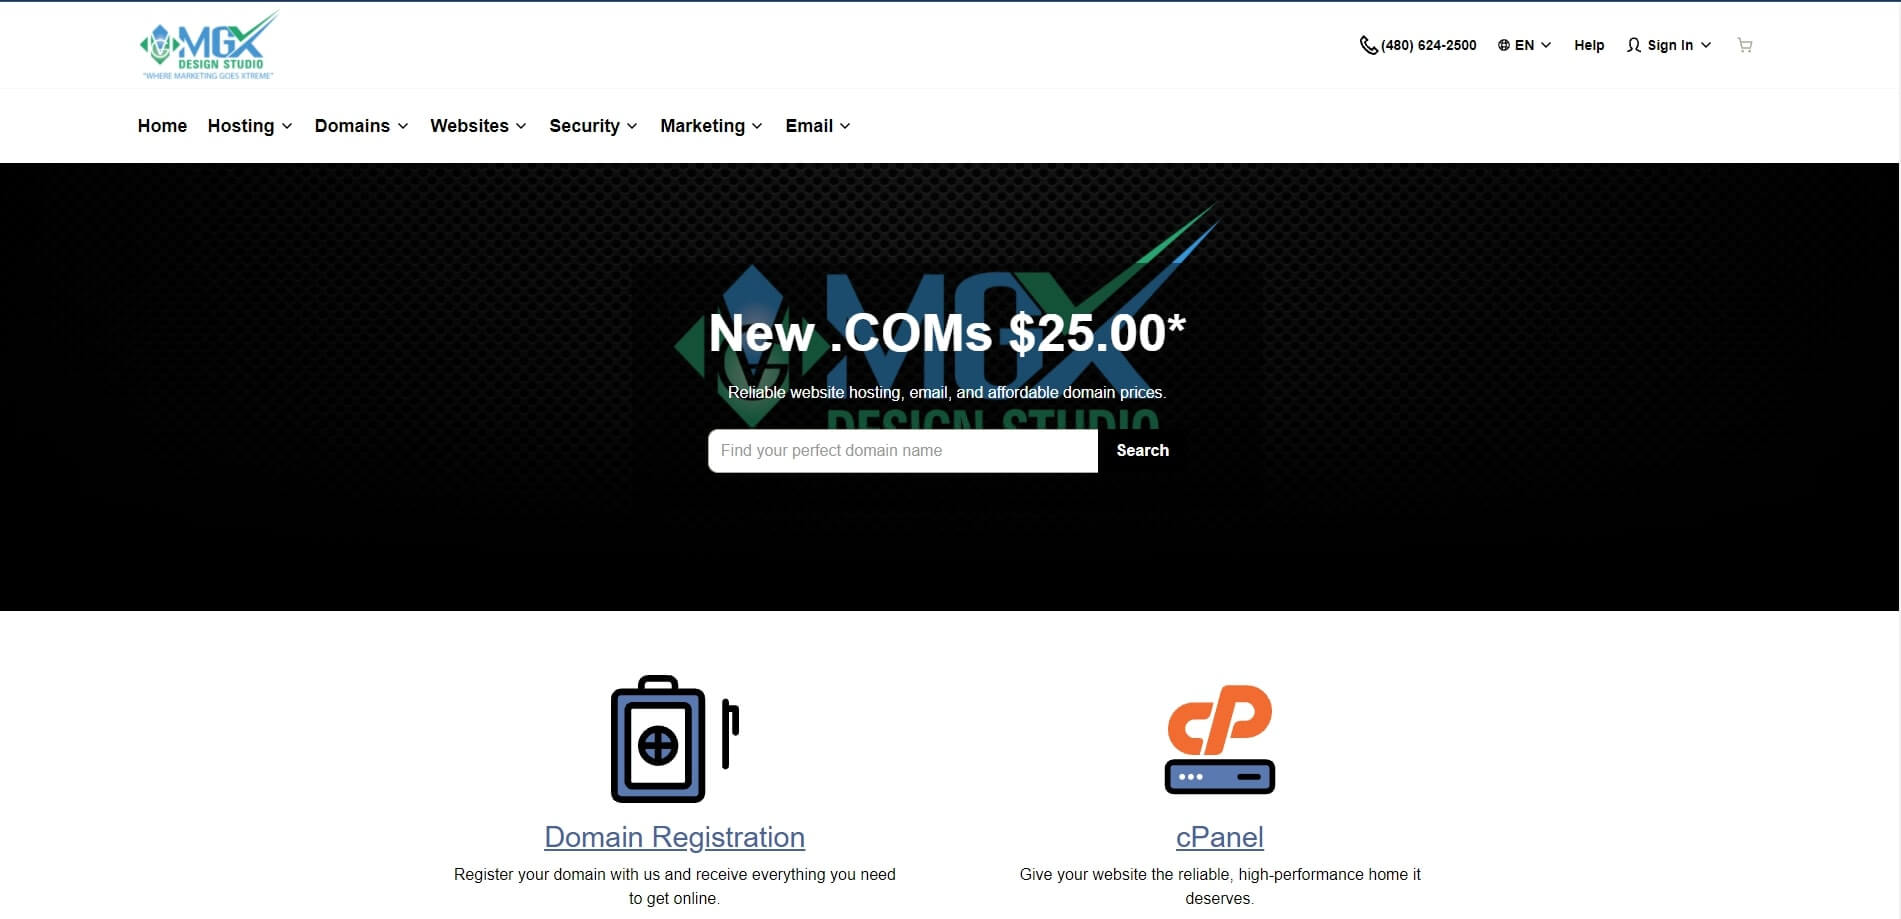 MGX
DESIGN STUDIO
"WHERE MARKETING GOES XTREME"
(480) 624-2500
EN
Help
Sign In
Home
Hosting
Domains
Websites
Security
Marketing
Email
MGX
New .COMs $25.00*
Reliable website hosting, email, and affordable domain prices.
DESIGN STUDIO
Find your perfect domain name
Search
cP
Domain Registration
cPanel
Register your domain with us and receive everything you need
to get online.
Give your website the reliable, high-performance home it
deserves.